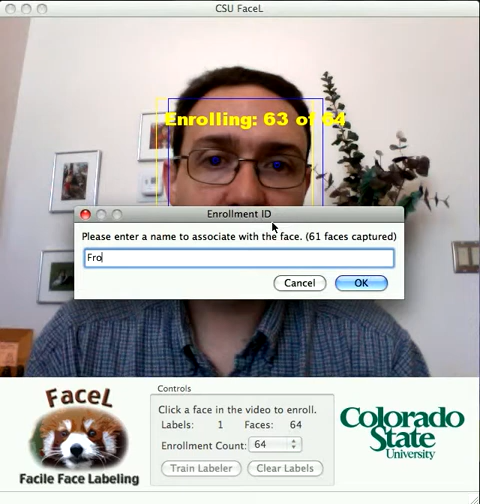 CSU FaceL
Enrolling: 63 of 64
Enrollment ID
Please enter a name to associate with the face. (61 faces captured)
Fro
Cancel
OK
FaceL
Facile Face Labeling
Controls
Click a face in the video to enroll.
Labels: 1 Faces: 64
Enrollment Count: 64
Train Labeler
Clear Labels
Colorado
State
University